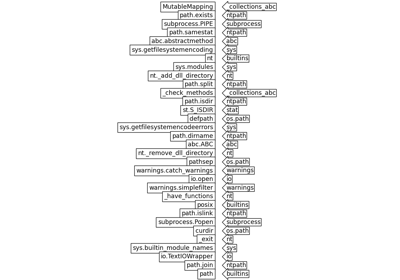 MutableMapping _collections_abc
path.exists ntpath
subprocess.PIPE subprocess
path.samestat ntpath
abc.abstractmethod abc
sys.getfilesystemencoding sys
nt builtins
sys.modules sys
nt._add_dll_directory nt
path.split ntpath
_check_methods _collections_abc
path.isdir ntpath
st.S_ISDIR stat
defpath os.path
sys.getfilesystemencodeerrors sys
path.dirname ntpath
abc.ABC abc
nt._remove_dll_directory nt
pathsep os.path
warnings.catch_warnings warnings
io.open io
warnings.simplefilter warnings
_have_functions nt
posix builtins
path.islink ntpath
subprocess.Popen subprocess
curdir os.path
_exit nt
sys.builtin_module_names sys
io.TextIOWrapper io
path.join ntpath
path builtins